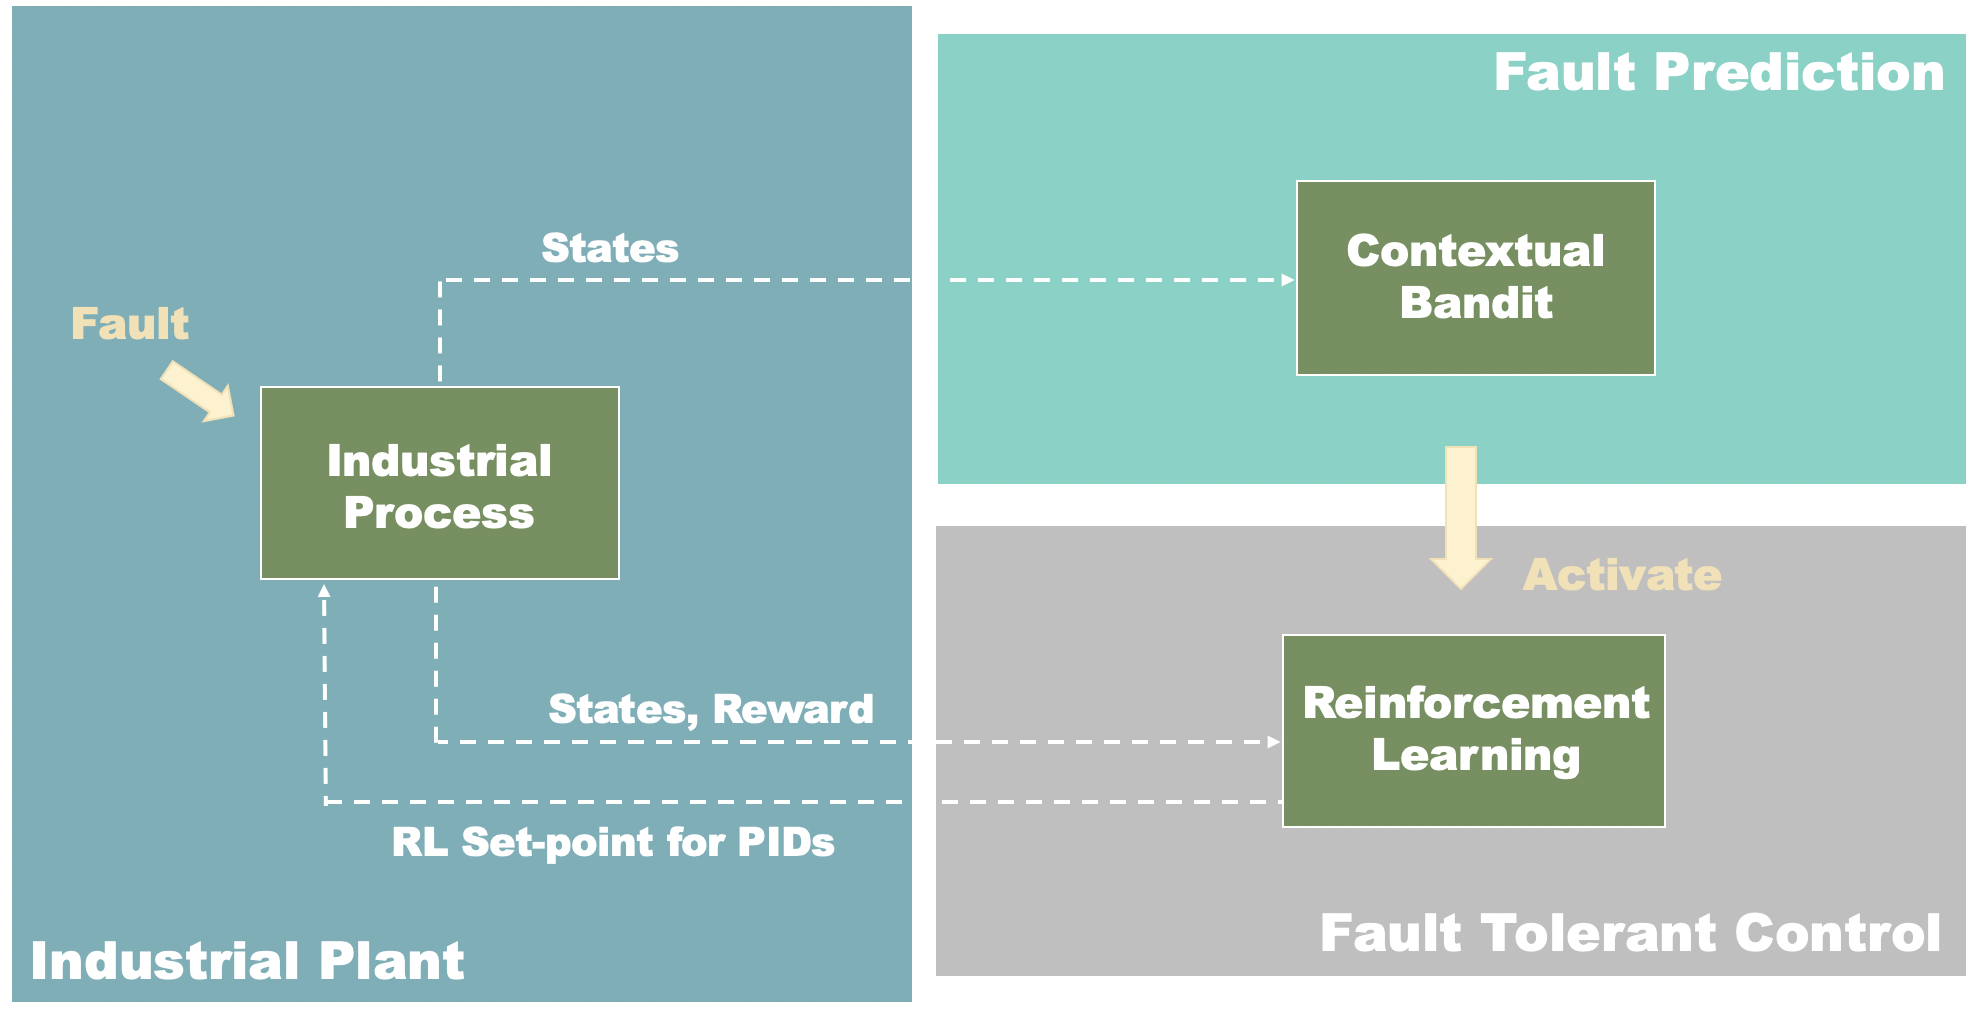 Fault Prediction
States
Contextual
Bandit
Fault
Industrial
Process
Activate
States, Reward
Reinforcement
Learning
RL Set-point for PIDs
Industrial Plant
Fault Tolerant Control